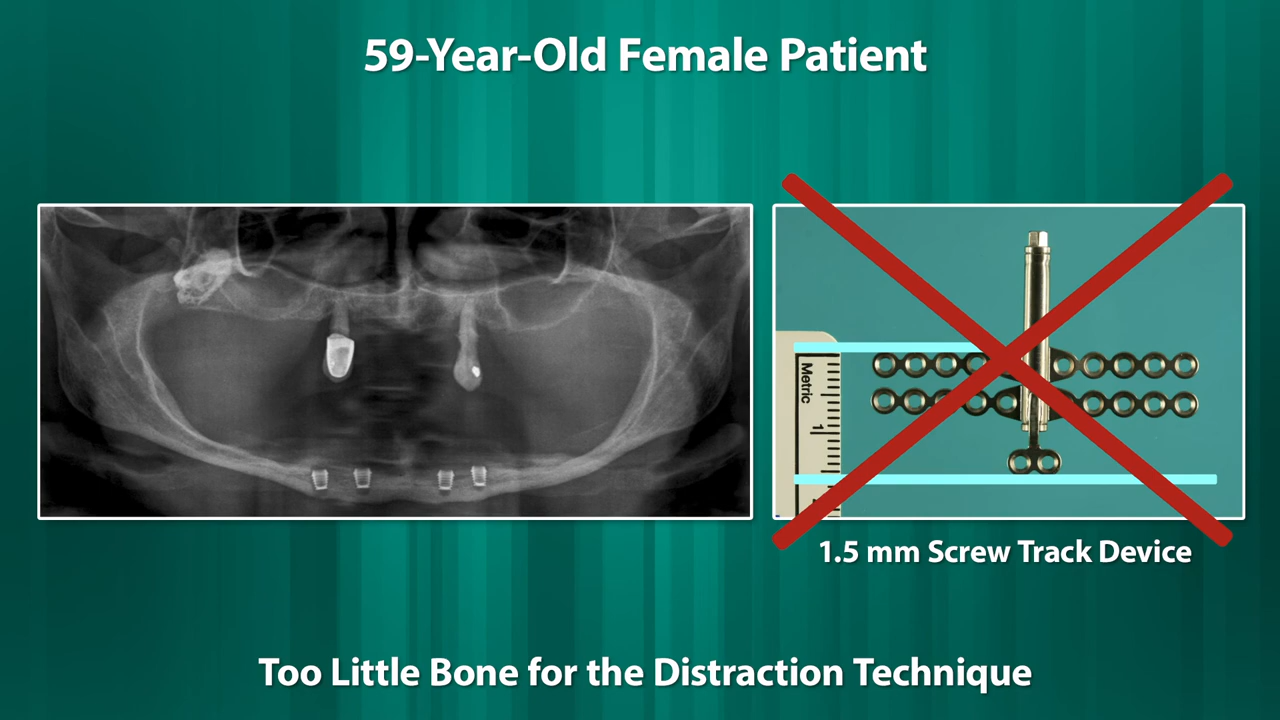 59-Year-Old Female Patient
Metric
1
1.5 mm Screw Track Device
Too Little Bone for the Distraction Technique